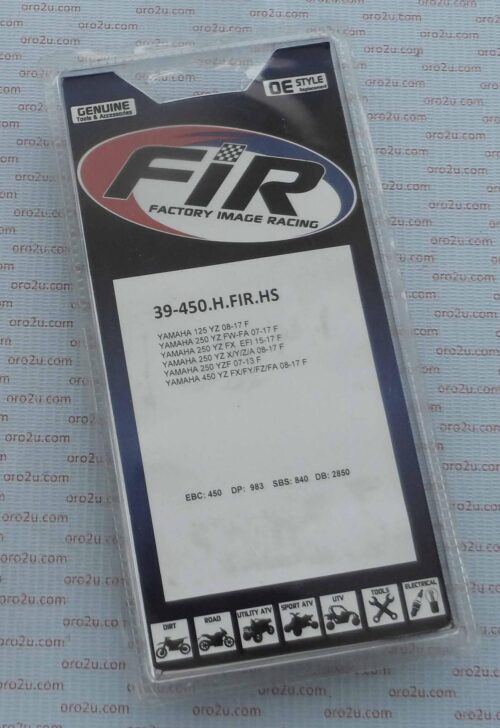 GENUINE
Tools & Accessories
OE STYLE
Replacement
FiR
FACTORY IMAGE RACING
39-450.H.FIR.HS
YAMAHA 125 YZ 08-17 F
YAMAHA 250 YZ FW-FA 07-17 F
YAMAHA 250 YZ FX EFI 15-17 F
YAMAHA 250 YZ X/Y/Z/A 08-17 F
YAMAHA 250 YZF 07-13 F
YAMAHA 450 YZ FX/FY/FZ/FA 08-17 F
EBC: 450 DP: 983 SBS: 840 DB: 2850
DIRT
ROAD
UTILITY ATV
SPORT ATV
UTV
TOOLS
ELECTRICAL
oro2u.com